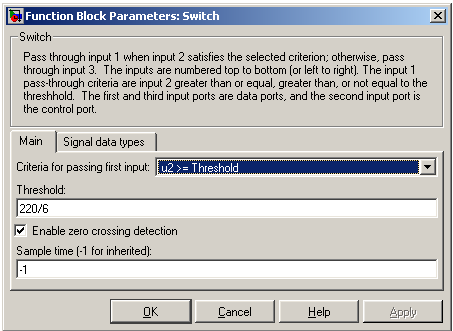 Function Block Parameters: Switch
Switch
Pass through input 1 when input 2 satisfies the selected criterion; otherwise, pass
through input 3. The inputs are numbered top to bottom (or left to right). The input 1
pass-through criteria are input 2 greater than or equal, greater than, or not equal to the
threshhold. The first and third input ports are data ports, and the second input port is
the control port.
Main Signal data types
Criteria for passing first input: u2 >= Threshold
Threshold:
220/6
Enable zero crossing detection
Sample time (-1 for inherited):
-1
OK Cancel Help Apply